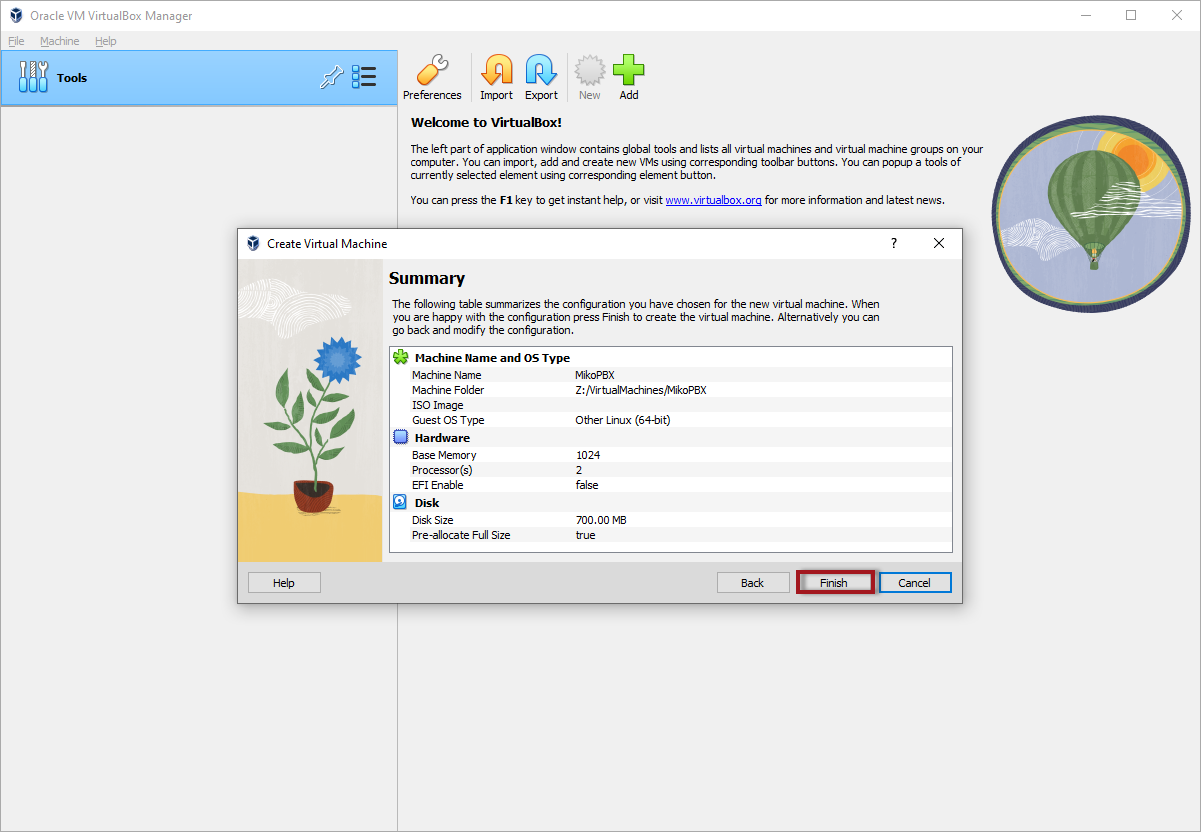 Oracle VM VirtualBox Manager
File Machine Help
Tools
Preferences Import Export New Add
Welcome to VirtualBox!
The left part of application window contains global tools and lists all virtual machines and virtual machine groups on your
computer. You can import, add and create new VMs using corresponding toolbar buttons. You can popup a tools of
currently selected element using corresponding element button.
You can press the F1 key to get instant help, or visit www.virtualbox.org for more information and latest news.
Create Virtual Machine
?
Summary
The following table summarizes the configuration you have chosen for the new virtual machine. When
you are happy with the configuration press Finish to create the virtual machine. Alternatively you can
go back and modify the configuration.
Machine Name and OS Type
Machine Name MikoPBX
Machine Folder Z:/VirtualMachines/MikoPBX
ISO Image
Guest OS Type Other Linux (64-bit)
Hardware
Base Memory 1024
Processor(s) 2
EFI Enable false
Disk
Disk Size 700.00 MB
Pre-allocate Full Size true
Help Back Finish Cancel